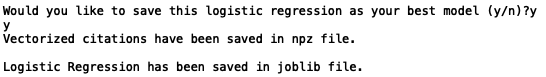 Would you like to save this logistic regression as your best model (y/n)?y
y
Vectorized citations have been saved in npz file.
Logistic Regression has been saved in joblib file.